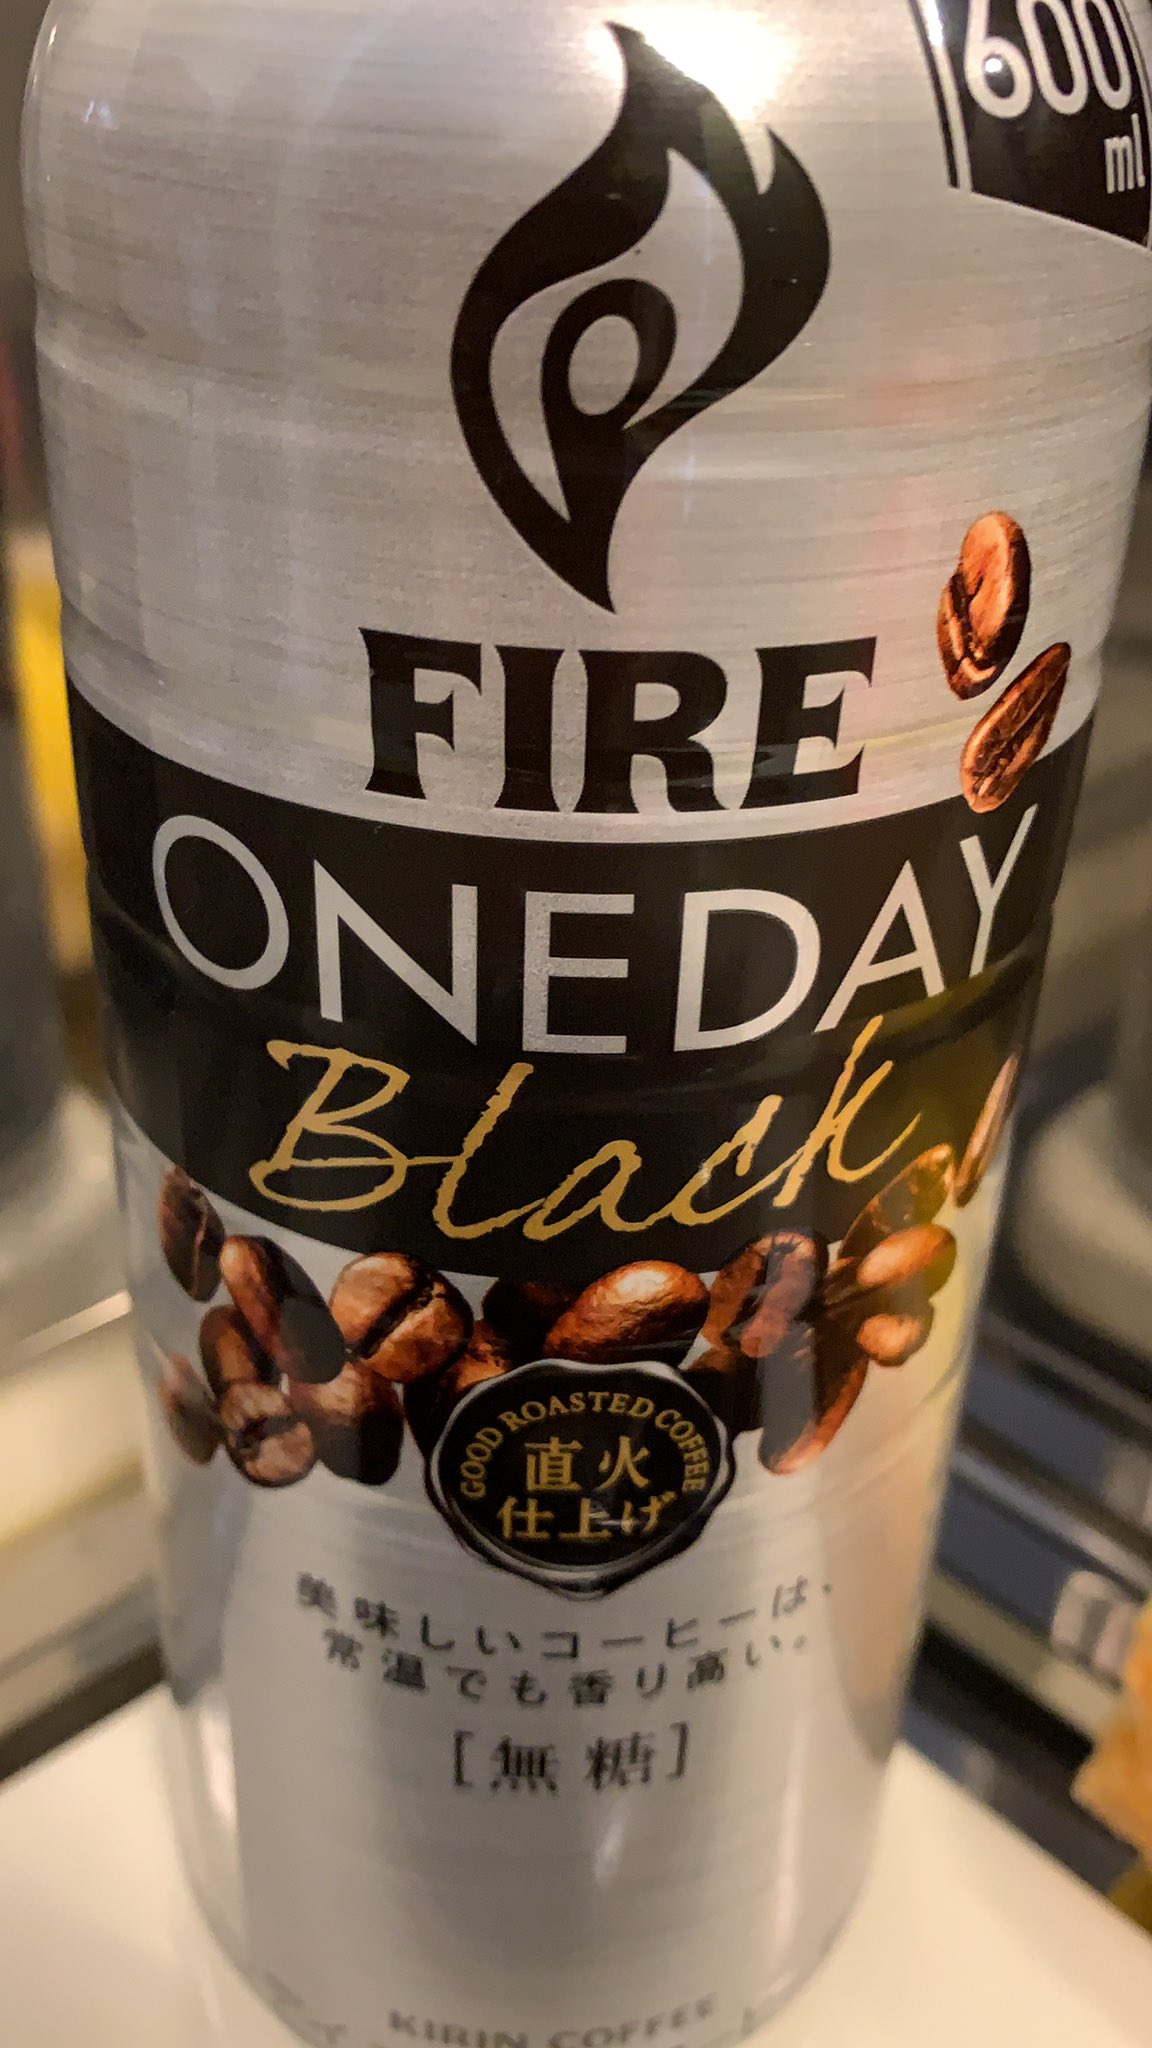 600
ml
FIRE
ONEDAY
Black
GOOD ROASTED COFFEE
直火
仕上げ
美味しいコーヒーは、
常温でも香り高い。
[無糖]
KIRIN COFFEE